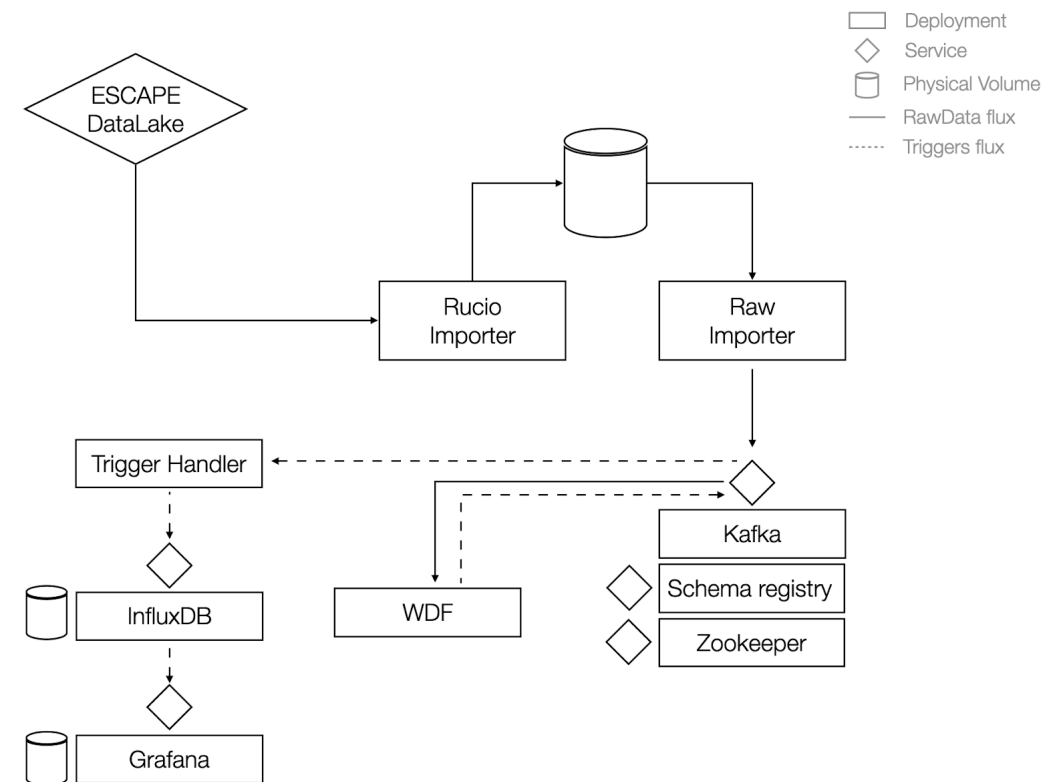 Deployment
Service
Physical Volume
RawData flux
Triggers flux
ESCAPE
DataLake
Rucio
Importer
Raw
Importer
Trigger Handler
Kafka
Schema registry
Zookeeper
InfluxDB
WDF
Grafana